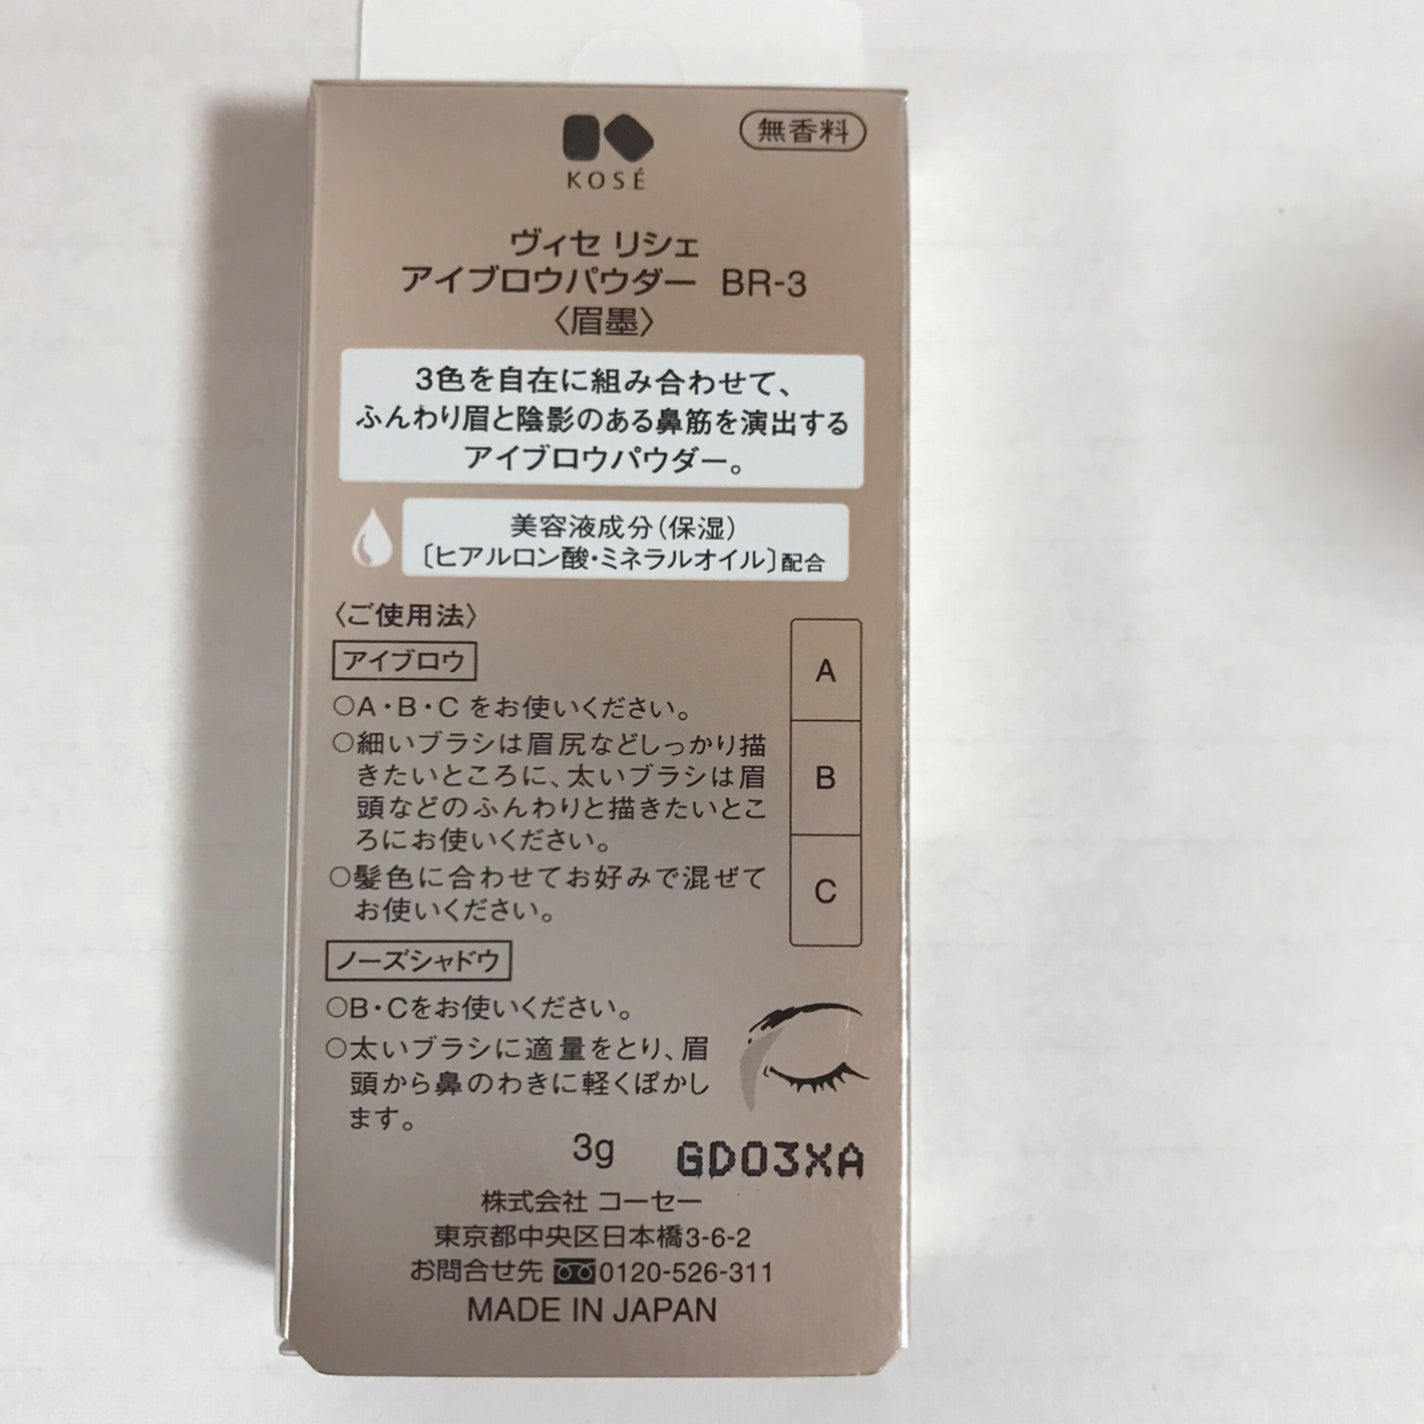 KOSÉ
無香料
ヴィセ リシェ
アイブロウパウダー BR-3
〈眉墨〉
3色を自在に組み合わせて、
ふんわり眉と陰影のある鼻筋を演出する
アイブロウパウダー。
美容液成分(保湿)
〔ヒアルロン酸・ミネラルオイル〕配合
〈ご使用法〉
アイブロウ
○A・B・C をお使いください。
○細いブラシは眉尻などしっかり描
きたいところに、太いブラシは眉
頭などのふんわりと描きたいとこ
ろにお使いください。
○髪色に合わせてお好みで混ぜて
お使いください。
A
B
C
ノーズシャドウ
○B・Cをお使いください。
○太いブラシに適量をとり、眉
頭から鼻のわきに軽くぼかし
ます。
3g
GD03XA
株式会社 コーセー
東京都中央区日本橋3-6-2
お問合せ先 0120-526-311
MADE IN JAPAN